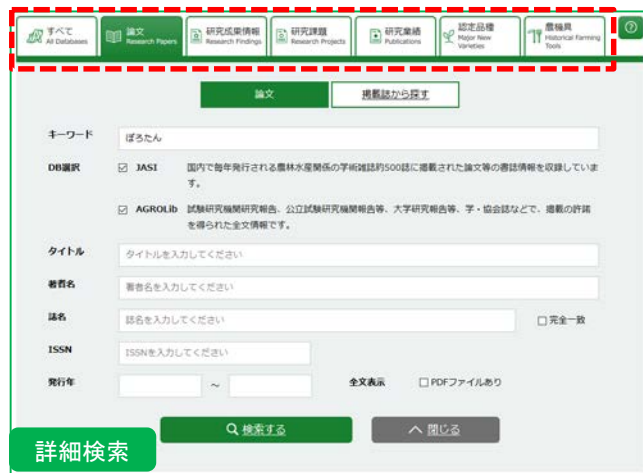 すべて
All Databases
論文
Research Papers
研究成果情報
Research Findings
研究課題
Research Projects
研究業績
Publications
認定品種
Major New
Varieties
農機具
Historical Farming
Tools
?
論文
掲載誌から探す
キーワード
ぽろたん
DB選択
JASI
国内で毎年発行される農林水産関係の学術雑誌約500誌に掲載された論文等の書誌情報を収録していま
す。
AGROLib
試験研究機関研究報告、公立試験研究機関報告等、大学研究報告等、学・協会誌などで、掲載の許諾
を得られた全文情報です。
タイトル
タイトルを入力してください
著者名
著者名を入力してください
誌名
誌名を入力してください
完全一致
ISSN
ISSNを入力してください
発行年
~
全文表示
PDFファイルあり
検索する
閉じる
詳細検索